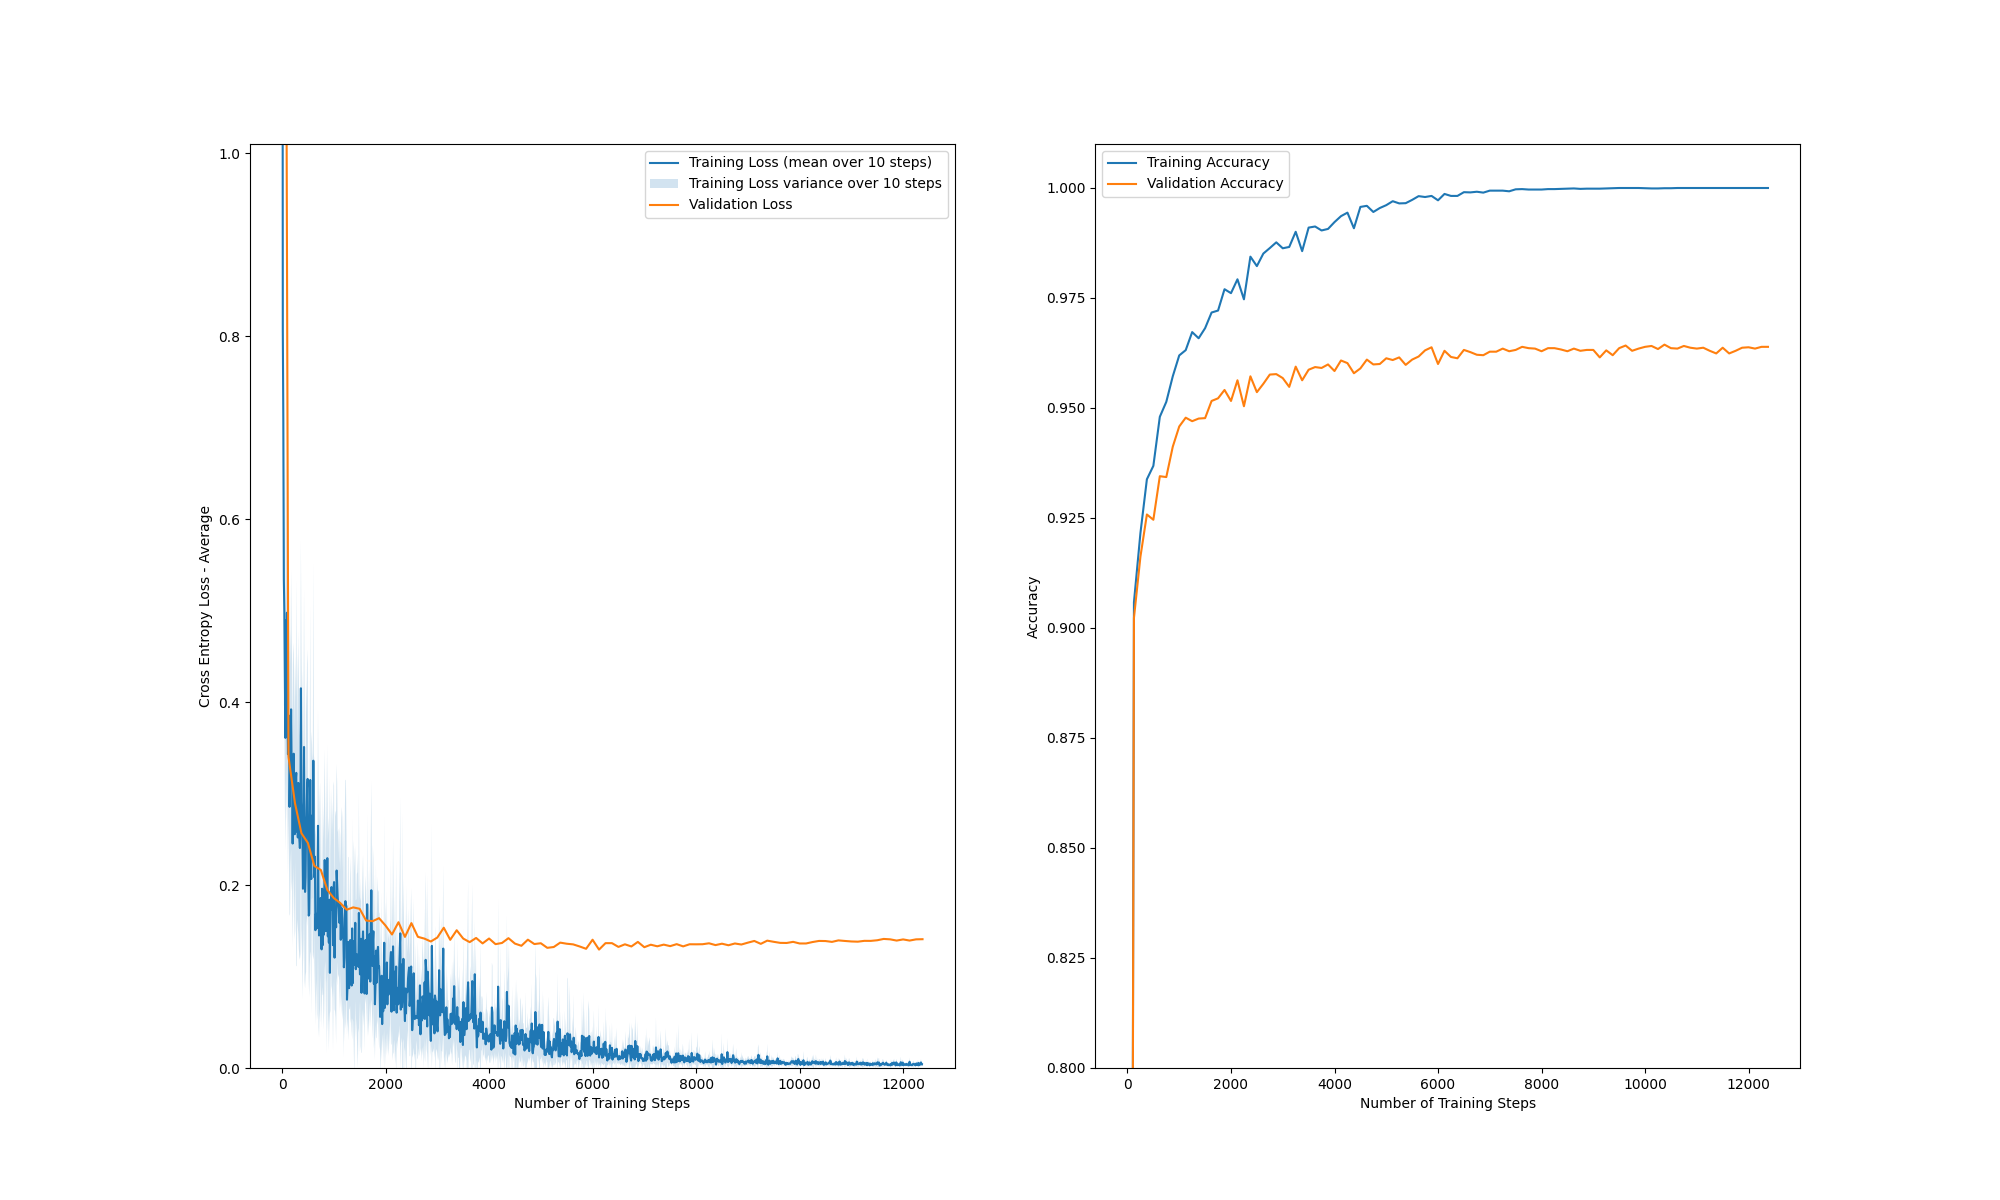 Training Loss (mean over 10 steps)
Training Loss variance over 10 steps
Validation Loss
1.0
0.8
0.6
0.4
0.2
0.0
Cross Entropy Loss - Average
0 2000 4000 6000 8000 10000 12000
Number of Training Steps
Training Accuracy
Validation Accuracy
1.000
0.975
0.950
0.925
0.900
0.875
0.850
0.825
0.800
Accuracy
0 2000 4000 6000 8000 10000 12000
Number of Training Steps